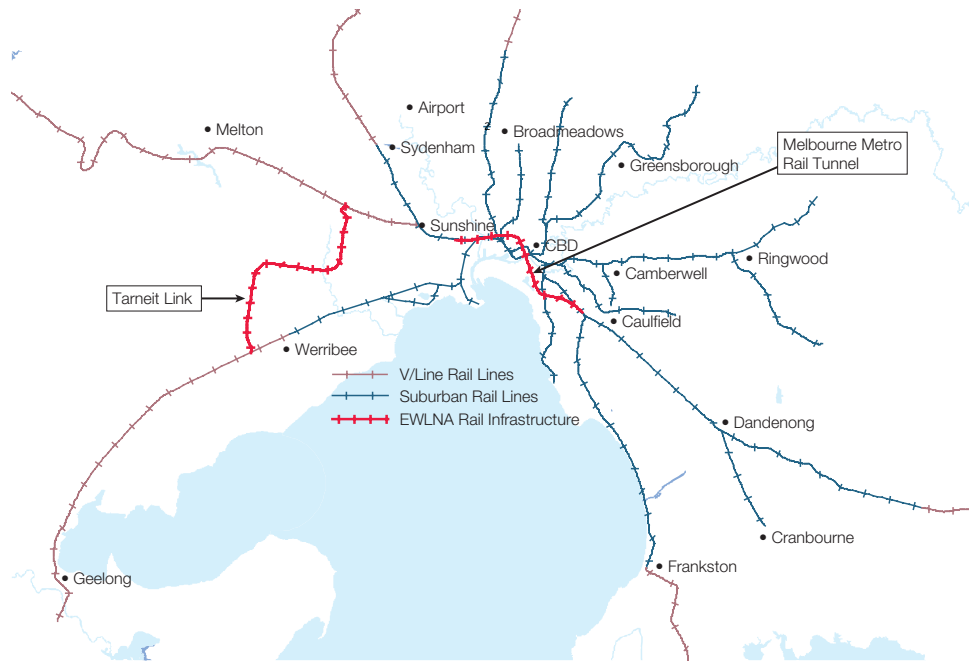 Airport
Melton
Broadmeadows
Sydenham
Melbourne Metro
Rail Tunnel
Greensborough
Sunshine
CBD
Ringwood
Camberwell
Tarneit Link
Caulfield
Werribee
V/Line Rail Lines
Suburban Rail Lines
EWLNA Rail Infrastructure
Dandenong
Cranbourne
Frankston
Geelong